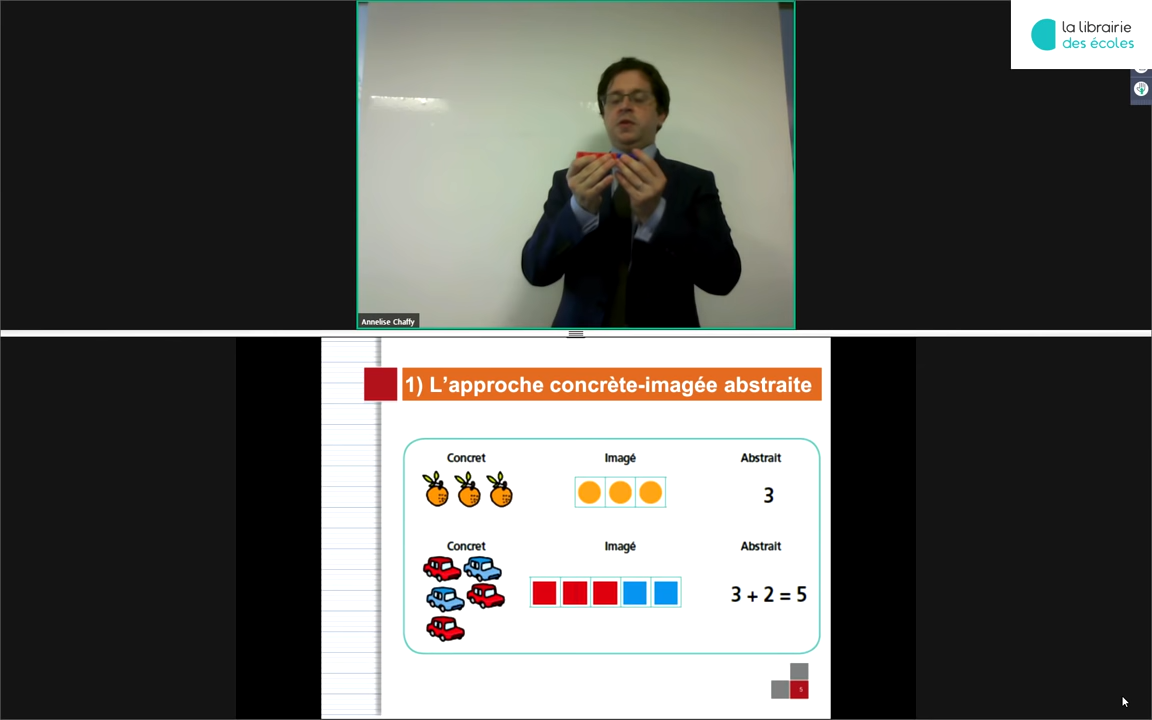 la librairie
des écoles
Annelise Chaffy
1) L'approche concrète-imagée abstraite
Concret Imagé Abstrait
3
Concret Imagé Abstrait
3 + 2 = 5
5